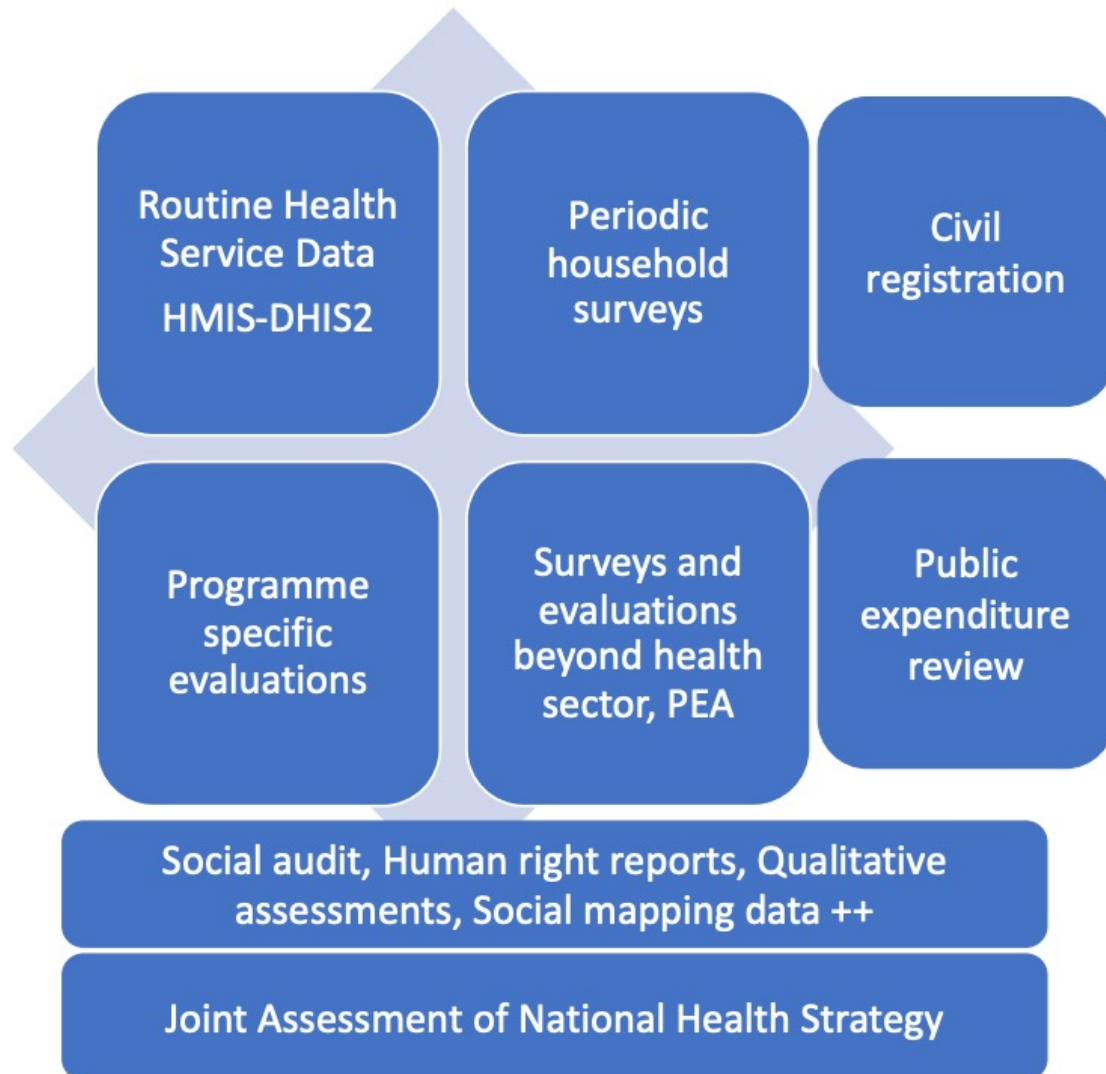 Routine Health
Service Data
HMIS-DHIS2
Periodic
household
surveys
Civil
registration
Programme
specific
evaluations
Surveys and
evaluations
beyond health
sector, PEA
Public
expenditure
review
Social audit, Human right reports, Qualitative
assessments, Social mapping data ++
Joint Assessment of National Health Strategy